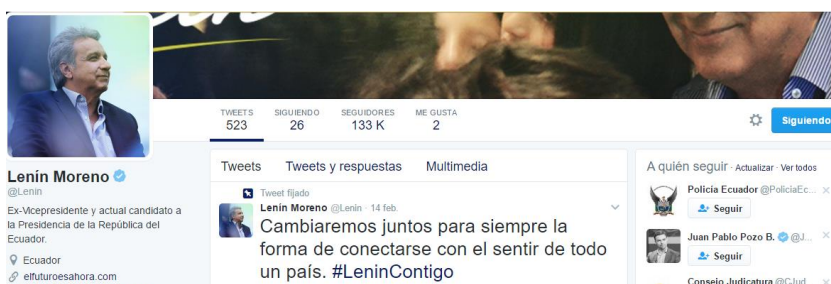 TWEETS SIGUIENDO SEGUIDORES ME GUSTA
523 26 133 K 2
Siguiendo
Lenín Moreno
@Lenin
Ex-Vicepresidente y actual candidato a
la Presidencia de la República del
Ecuador.
Ecuador
elfuturoesahora.com
Tweets Tweets y respuestas Multimedia
Tweet fijado
Lenín Moreno @Lenin · 14 feb.
Cambiaremos juntos para siempre la
forma de conectarse con el sentir de todo
un país. #LeninContigo
A quién seguir · Actualizar · Ver todos
Policía Ecuador @PoliciaEc...
Seguir
Juan Pablo Pozo B. @J...
Seguir
Consejo Judicatura @CJud...